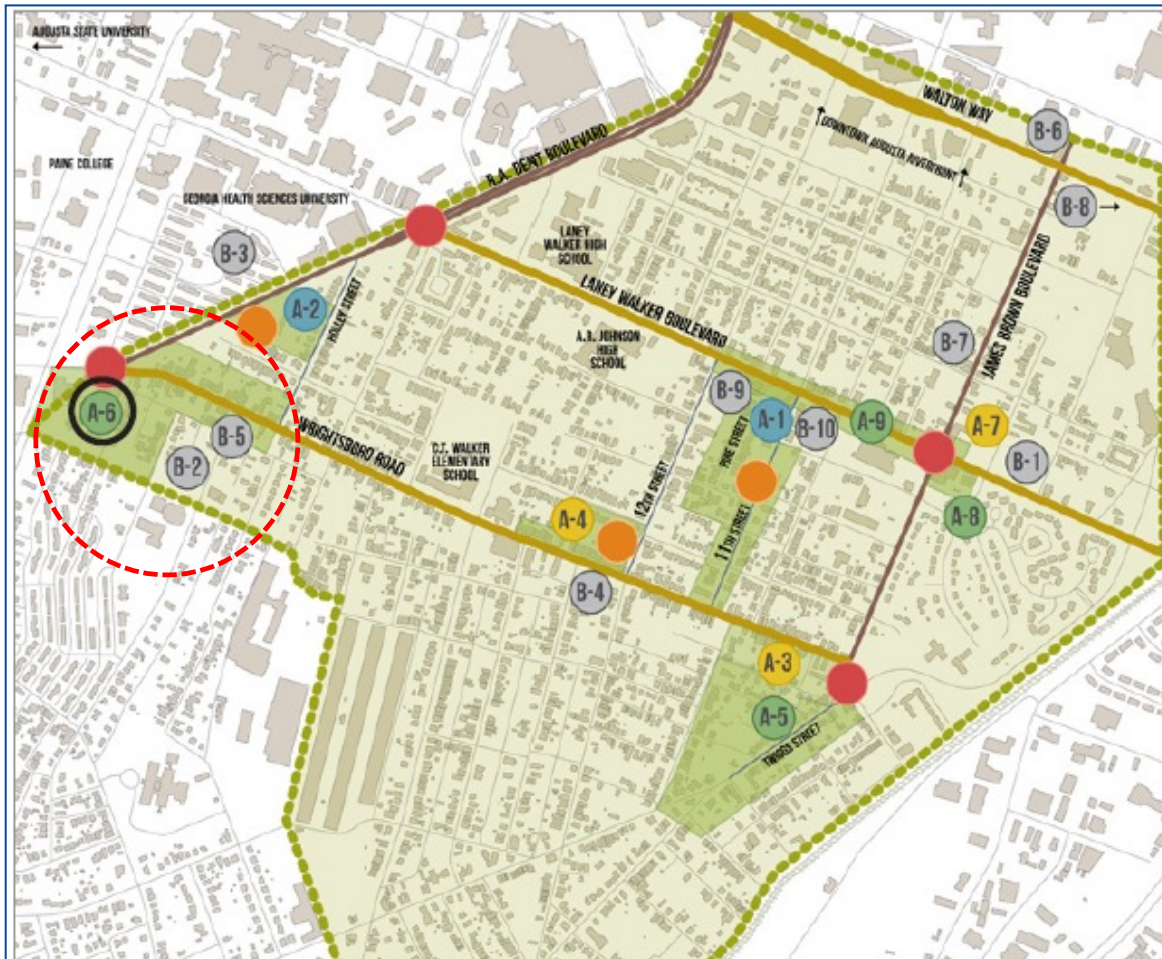 AUGUSTA STATE UNIVERSITY
WALTON WAY
B-6
DOWNTOWN AUGUSTA RIVERFRONT
R.A. DENT BOULEVARD
PAINE COLLEGE
GEORGIA HEALTH SCIENCES UNIVERSITY
B-8
LANEY
WALKER HIGH
SCHOOL
B-3
LANEY WALKER BOULEVARD
JAMES BROWN BOULEVARD
A-2
HOLLEY STREET
A.R. JOHNSON
HIGH
SCHOOL
B-7
B-9
A-6
A-1
A-9
A-7
B-5
B-10
PINE STREET
WRIGHTSBORO ROAD
B-2
C.T. WALKER
ELEMENTARY
SCHOOL
B-1
12TH STREET
A-4
A-8
11TH STREET
B-4
A-3
A-5
TWIGGS STREET